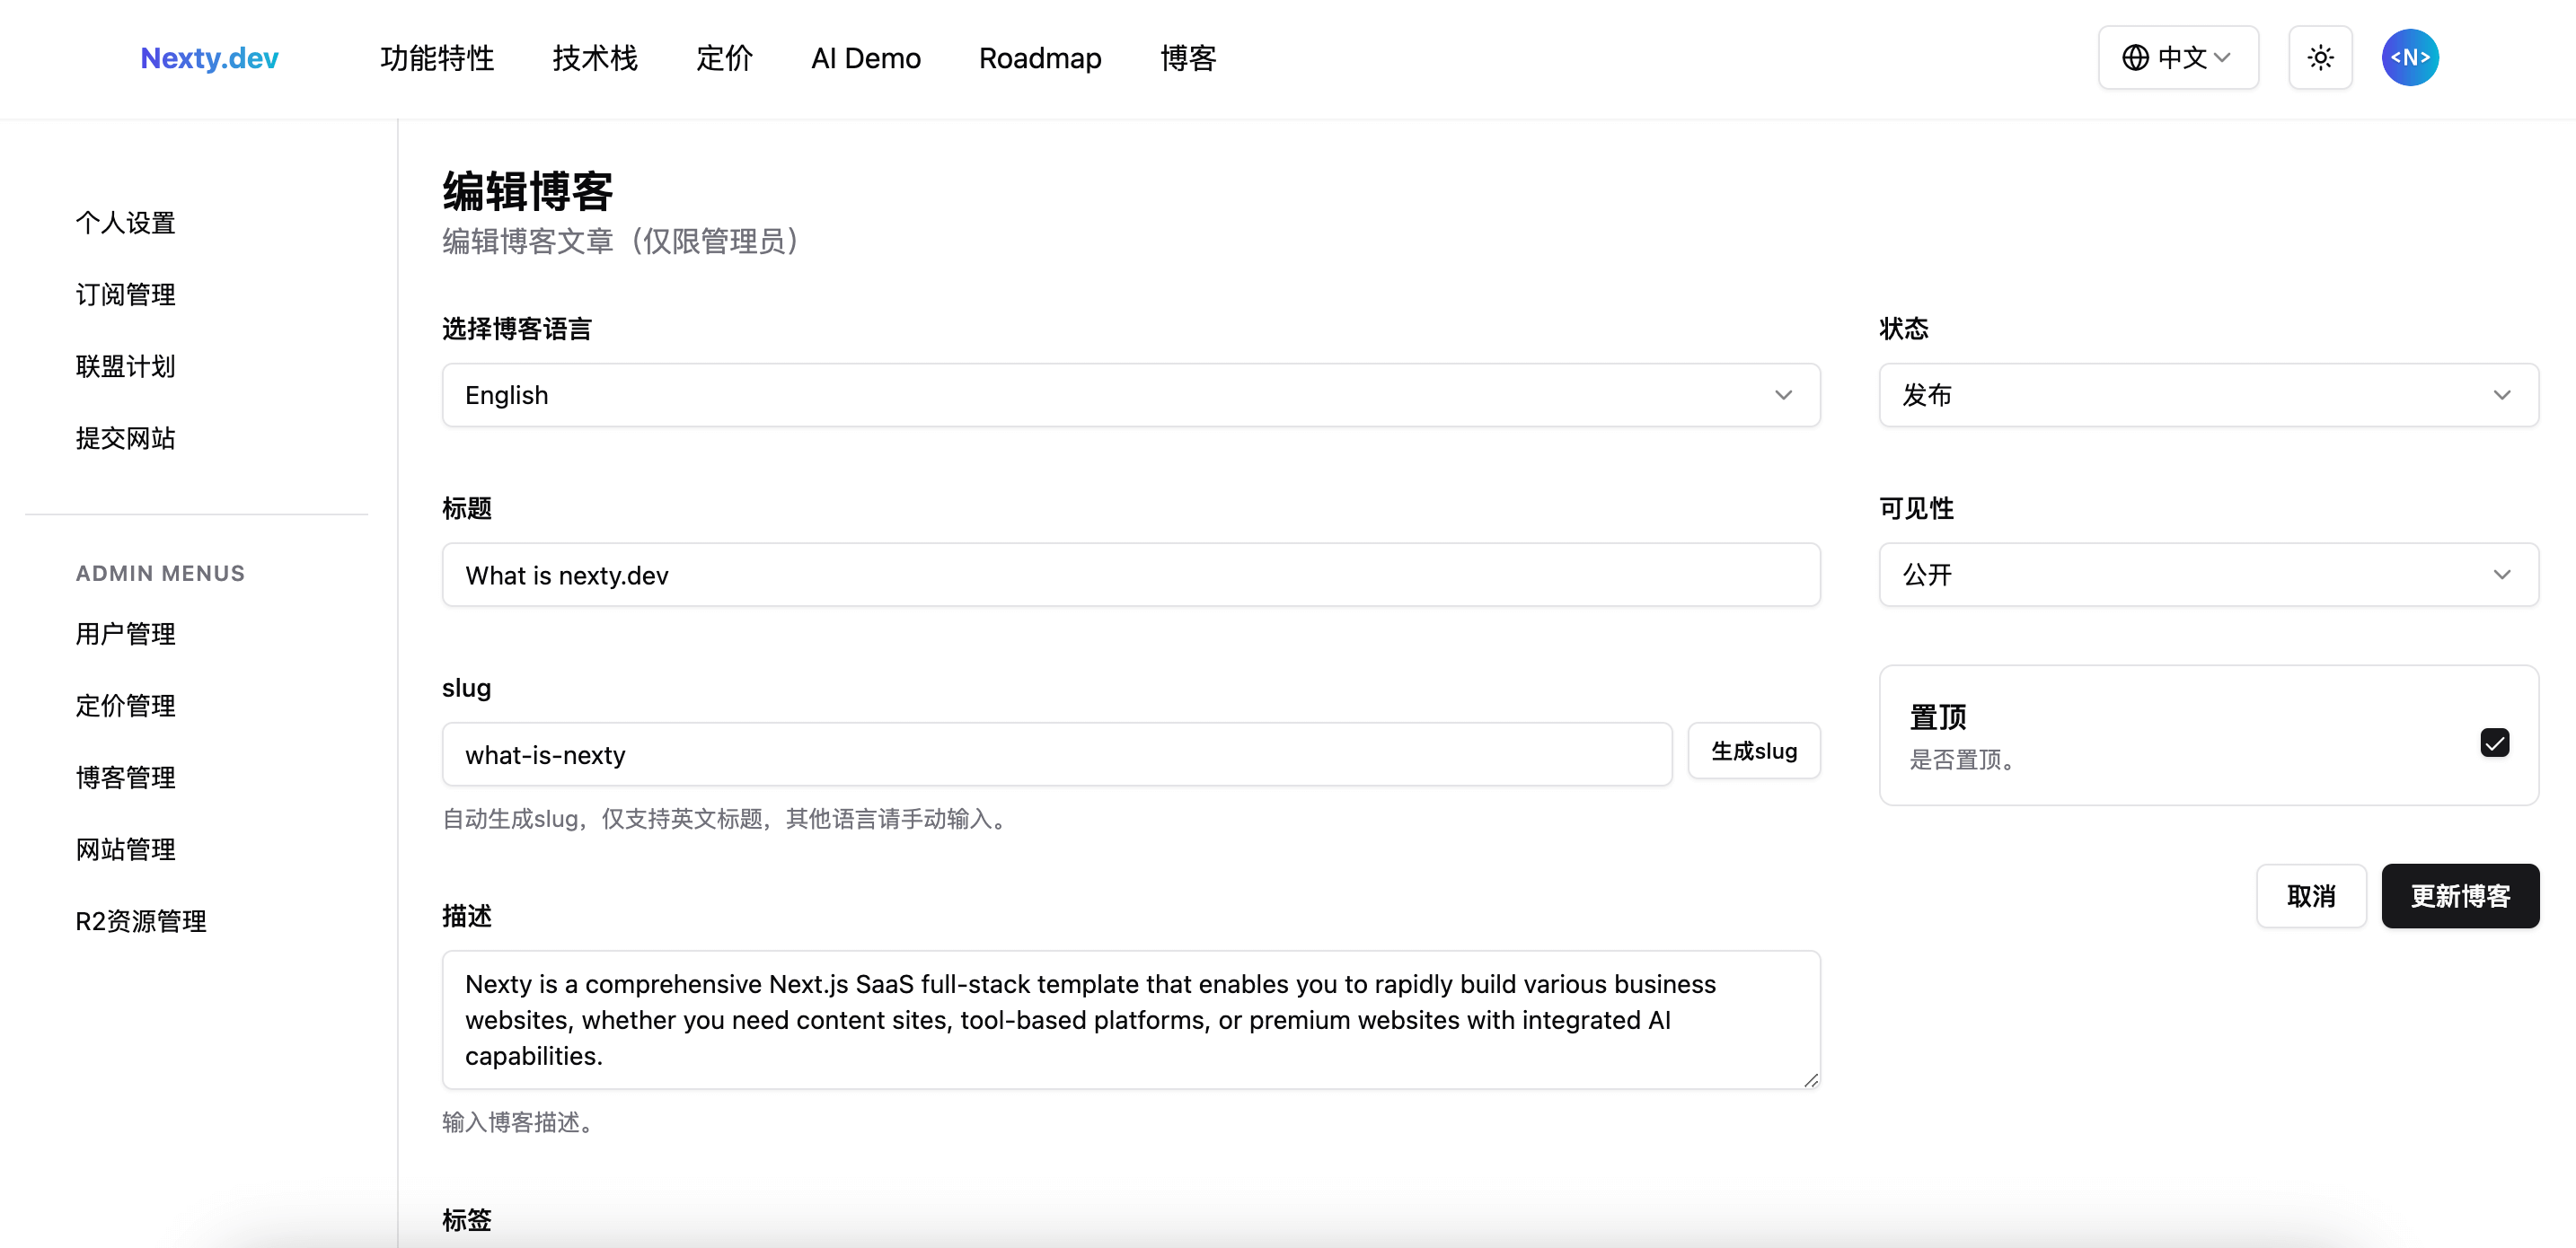 Nexty.dev
功能特性
技术栈
定价
AI Demo
Roadmap
博客
中文
<N>
个人设置
订阅管理
联盟计划
提交网站
ADMIN MENUS
用户管理
定价管理
博客管理
网站管理
R2资源管理
编辑博客
编辑博客文章（仅限管理员）
选择博客语言
English
标题
What is nexty.dev
slug
what-is-nexty
生成slug
自动生成slug，仅支持英文标题，其他语言请手动输入。
描述
Nexty is a comprehensive Next.js SaaS full-stack template that enables you to rapidly build various business
websites, whether you need content sites, tool-based platforms, or premium websites with integrated AI
capabilities.
输入博客描述。
标签
状态
发布
可见性
公开
置顶
是否置顶。
取消
更新博客